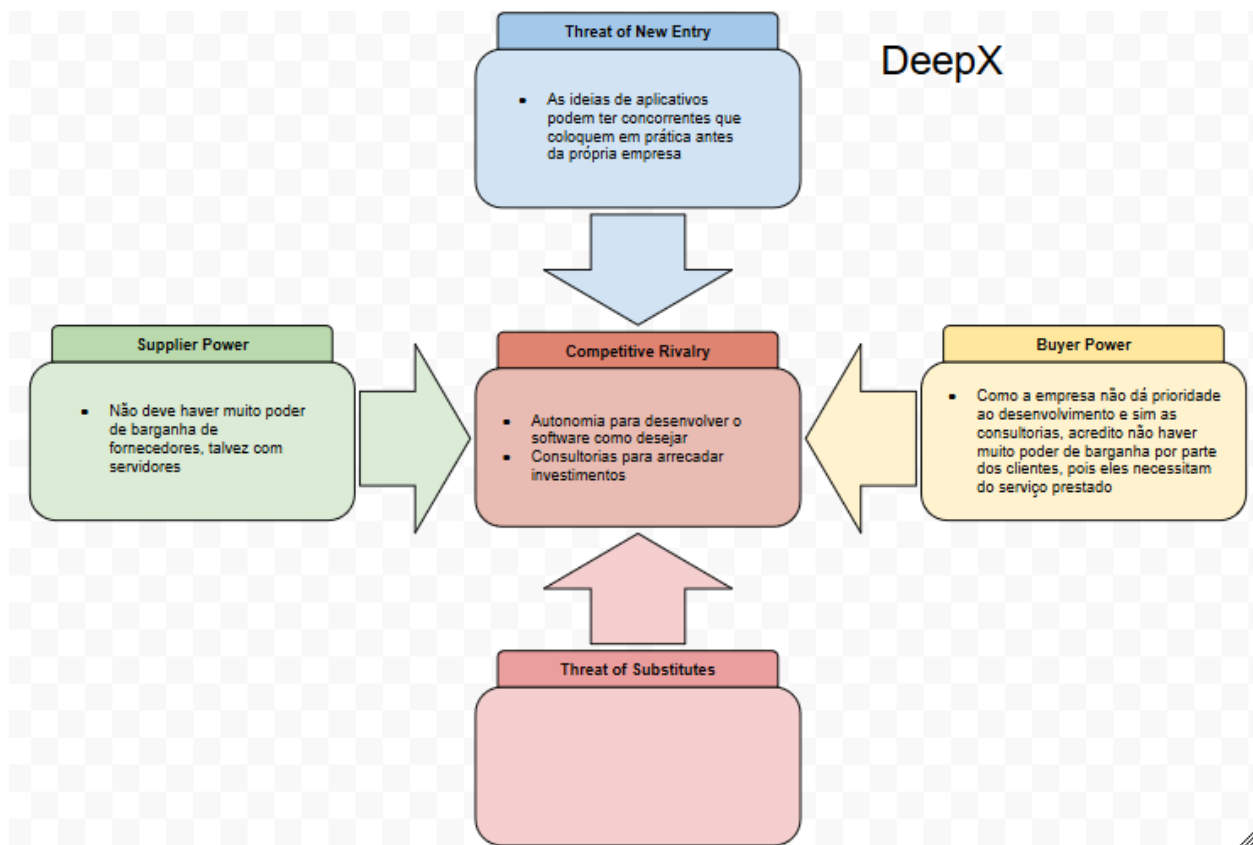 Threat of New Entry
DeepX
• As ideias de aplicativos
podem ter concorrentes que
coloquem em prática antes
da própria empresa
Supplier Power
• Não deve haver muito poder
de barganha de
fornecedores, talvez com
servidores
Competitive Rivalry
• Autonomia para desenvolver o
software como desejar
• Consultorias para arrecadar
investimentos
Buyer Power
• Como a empresa não dá prioridade
ao desenvolvimento e sim as
consultorias, acredito não haver
muito poder de barganha por parte
dos clientes, pois eles necessitam
do serviço prestado
Threat of Substitutes